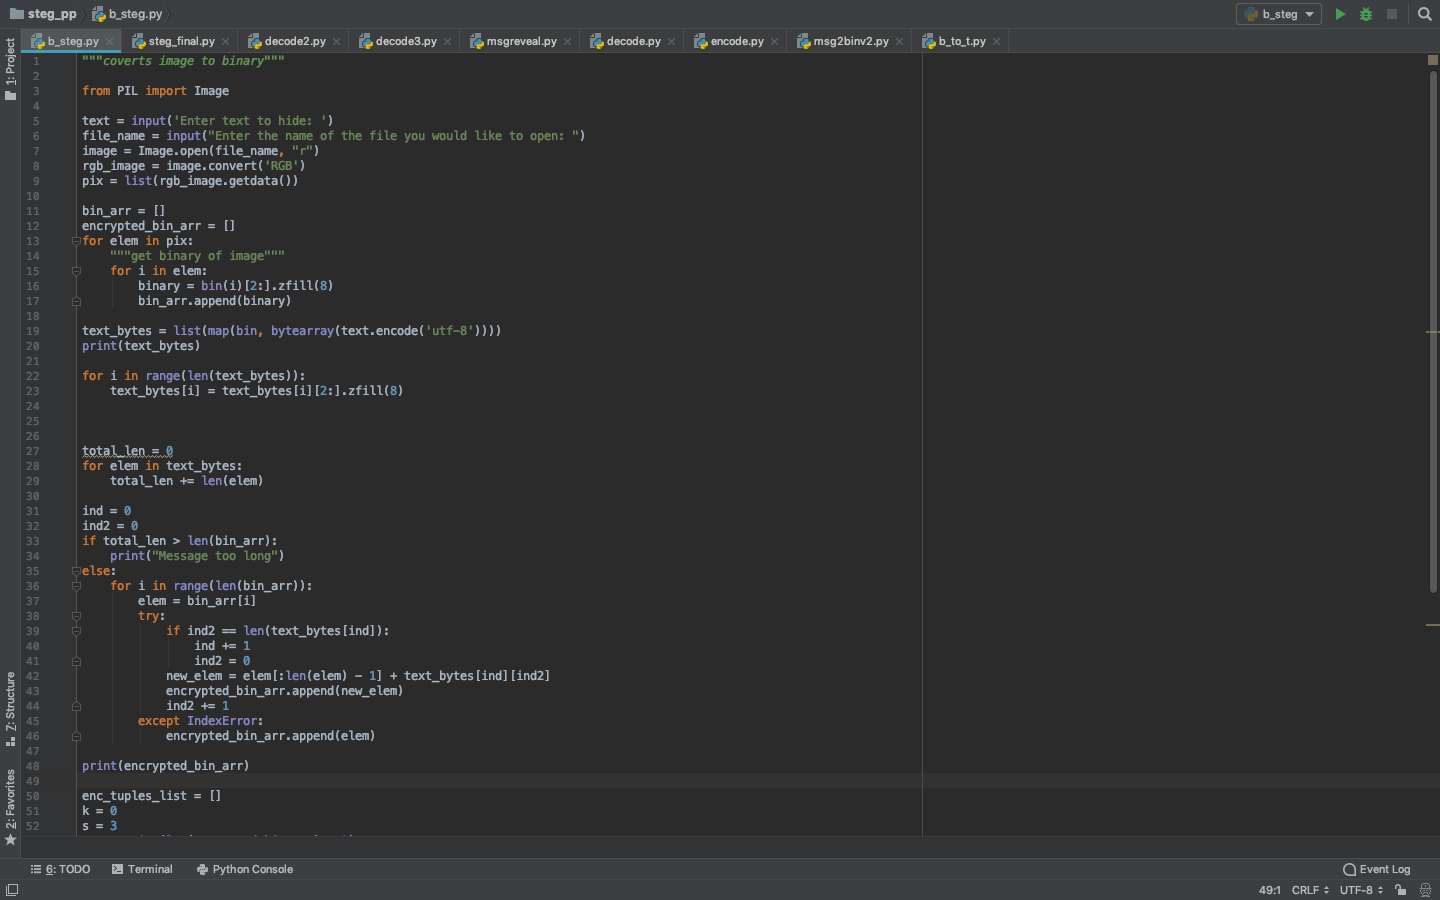 steg_pp b_steg.py b_steg
b_steg.py steg_final.py decode2.py decode3.py msgreveal.py decode.py encode.py msg2binv2.py b_to_t.py
1: Project
1 """coverts image to binary"""
2
3 from PIL import Image
4
5 text = input('Enter text to hide: ')
6 file_name = input("Enter the name of the file you would like to open: ")
7 image = Image.open(file_name, "r")
8 rgb_image = image.convert('RGB')
9 pix = list(rgb_image.getdata())
10
11 bin_arr = []
12 encrypted_bin_arr = []
13 for elem in pix:
14     """get binary of image"""
15     for i in elem:
16         binary = bin(i)[2:].zfill(8)
17         bin_arr.append(binary)
18
19 text_bytes = list(map(bin, bytearray(text.encode('utf-8'))))
20 print(text_bytes)
21
22 for i in range(len(text_bytes)):
23     text_bytes[i] = text_bytes[i][2:].zfill(8)
24
25
26
27 total_len = 0
28 for elem in text_bytes:
29     total_len += len(elem)
30
31 ind = 0
32 ind2 = 0
33 if total_len > len(bin_arr):
34     print("Message too long")
35 else:
36     for i in range(len(bin_arr)):
37         elem = bin_arr[i]
38         try:
39             if ind2 == len(text_bytes[ind]):
40                 ind += 1
41                 ind2 = 0
42             new_elem = elem[:len(elem) - 1] + text_bytes[ind][ind2]
43             encrypted_bin_arr.append(new_elem)
44             ind2 += 1
45         except IndexError:
46             encrypted_bin_arr.append(elem)
47
48 print(encrypted_bin_arr)
49
50 enc_tuples_list = []
51 k = 0
52 s = 3
7: Structure
2: Favorites
6: TODO Terminal Python Console Event Log
49:1 CRLF UTF-8